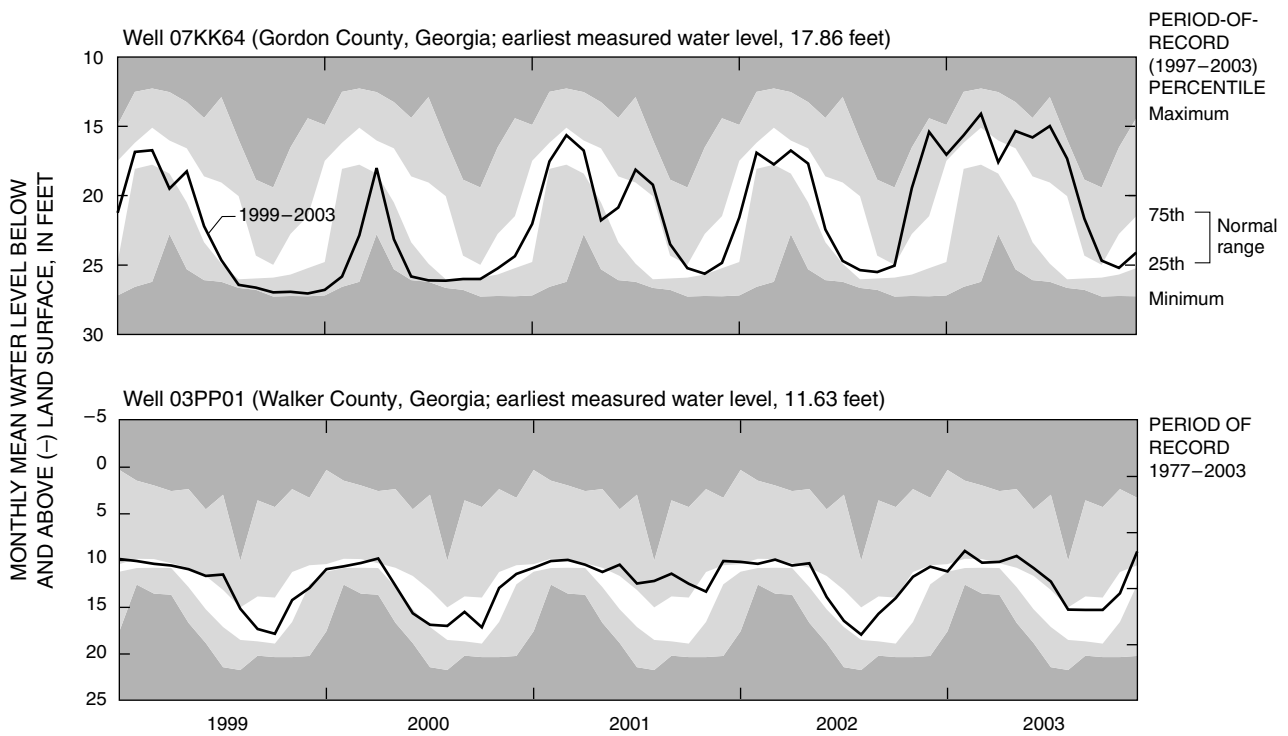 Well 07KK64 (Gordon County, Georgia; earliest measured water level, 17.86 feet)
PERIOD-OF-
RECORD
(1997–2003)
PERCENTILE
Maximum
75th
Normal
range
25th
Minimum
10
15
20
25
30
1999–2003
MONTHLY MEAN WATER LEVEL BELOW
AND ABOVE (–) LAND SURFACE, IN FEET
Well 03PP01 (Walker County, Georgia; earliest measured water level, 11.63 feet)
PERIOD OF
RECORD
1977–2003
–5
0
5
10
15
20
25
1999
2000
2001
2002
2003